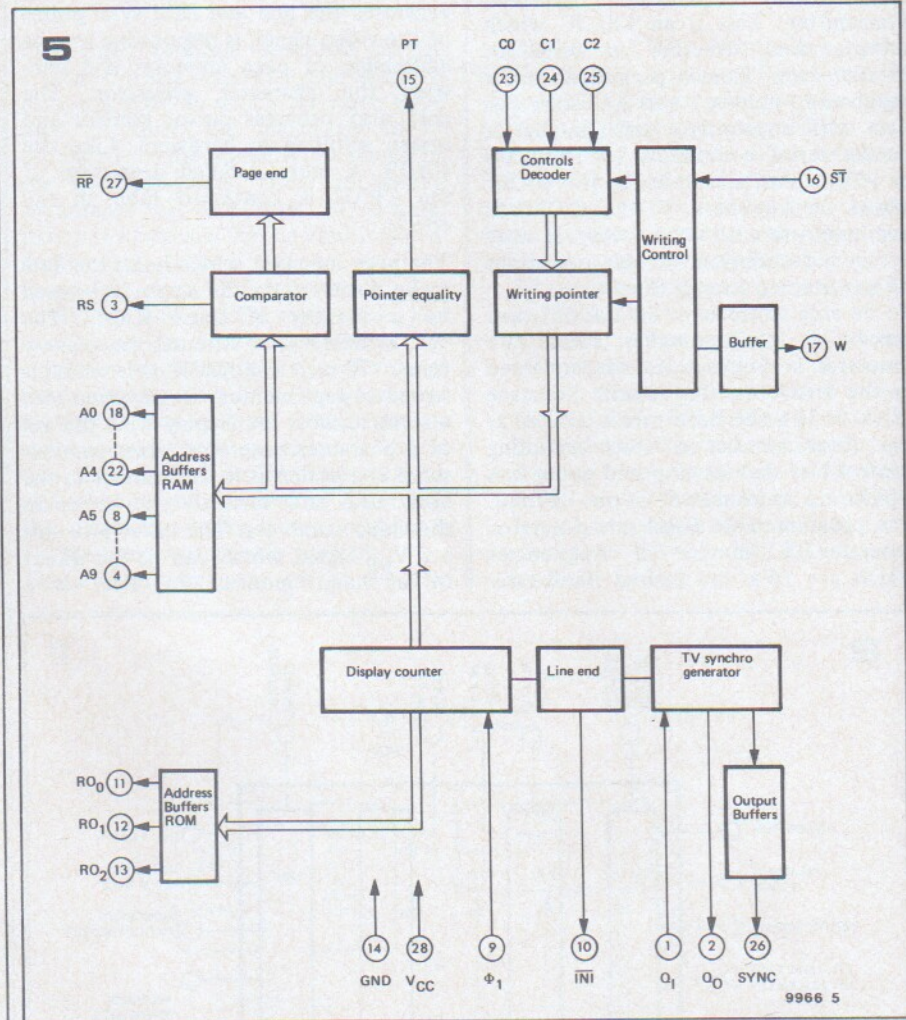 5
PT
C0 C1 C2
15
23 24 25
Page end
Controls
Decoder
RP 27
16 ST
Writing
Control
Comparator
Pointer equality
Writing pointer
RS 3
Buffer
17 W
A0 18
Address
Buffers
RAM
A4 22
A5 8
A9 4
Display counter
Line end
TV synchro
generator
RO0 11
Address
Buffers
ROM
RO1 12
RO2 13
Output
Buffers
14 28 9 10 1 2 26
GND VCC Φ1 INI QI QO SYNC
9966 5